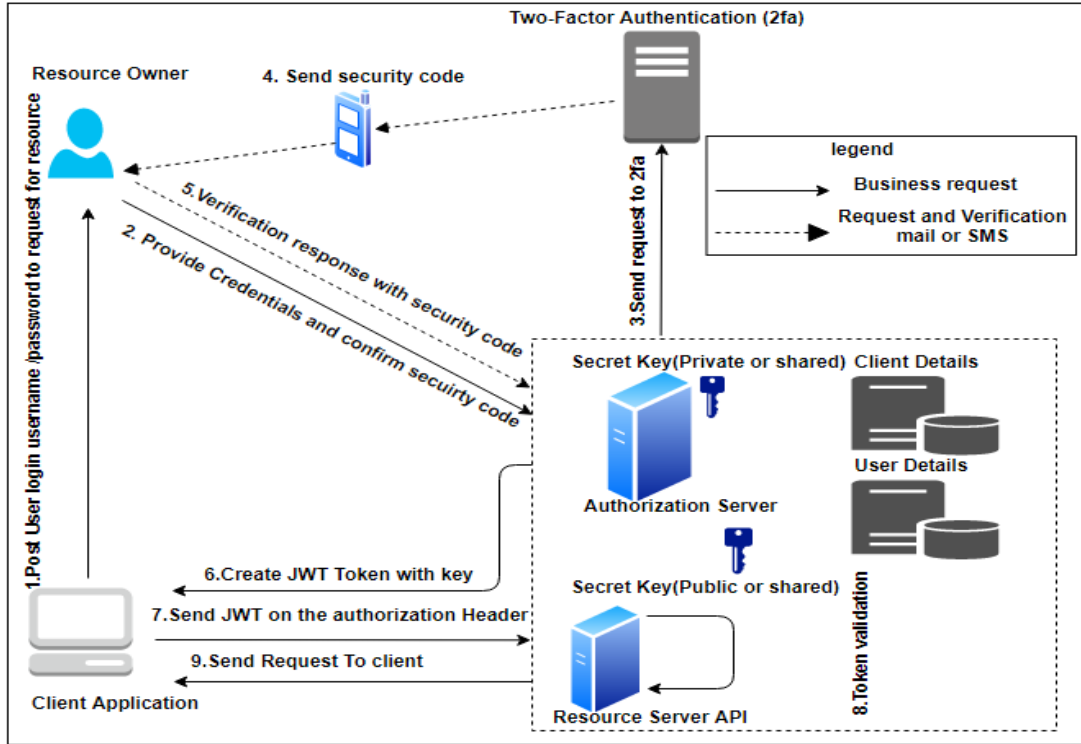 Two-Factor Authentication (2fa)
Resource Owner
4. Send security code
1.Post User login username /password to request for resource
legend
Business request
Request and Verification
mail or SMS
5.Verification response with security code
2. Provide Credentials and confirm secuirty code
3.Send request to 2fa
Secret Key(Private or shared)
Client Details
User Details
Authorization Server
6.Create JWT Token with key
Secret Key(Public or shared)
7.Send JWT on the authorization Header
8.Token validation
9.Send Request To client
Client Application
Resource Server API